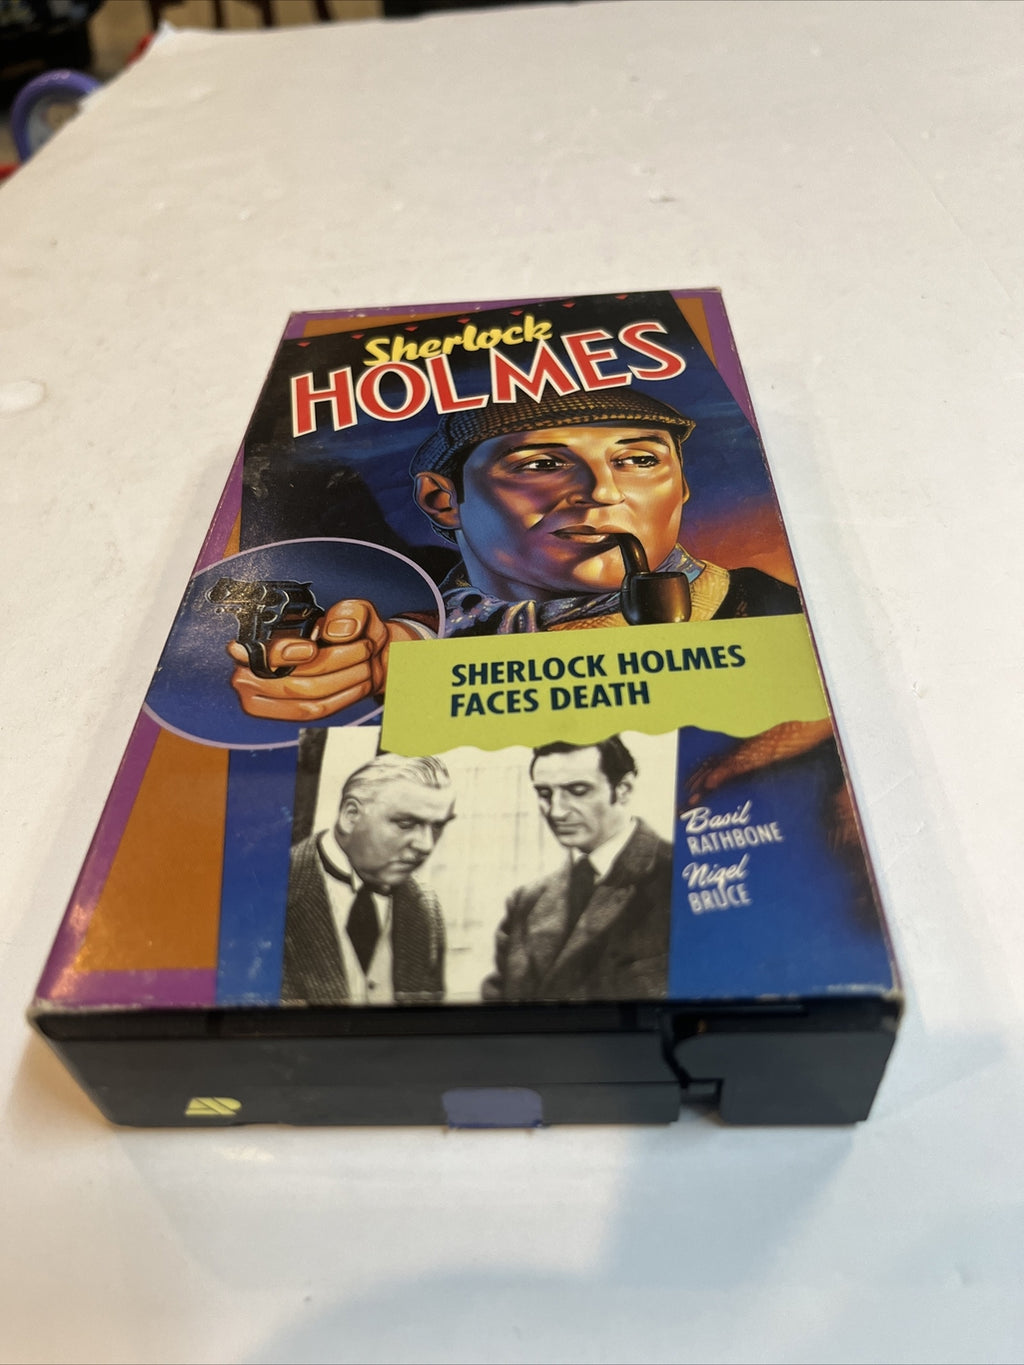 Sherlock
HOLMES
SHERLOCK HOLMES
FACES DEATH
Basil
RATHBONE
Nigel
BRUCE